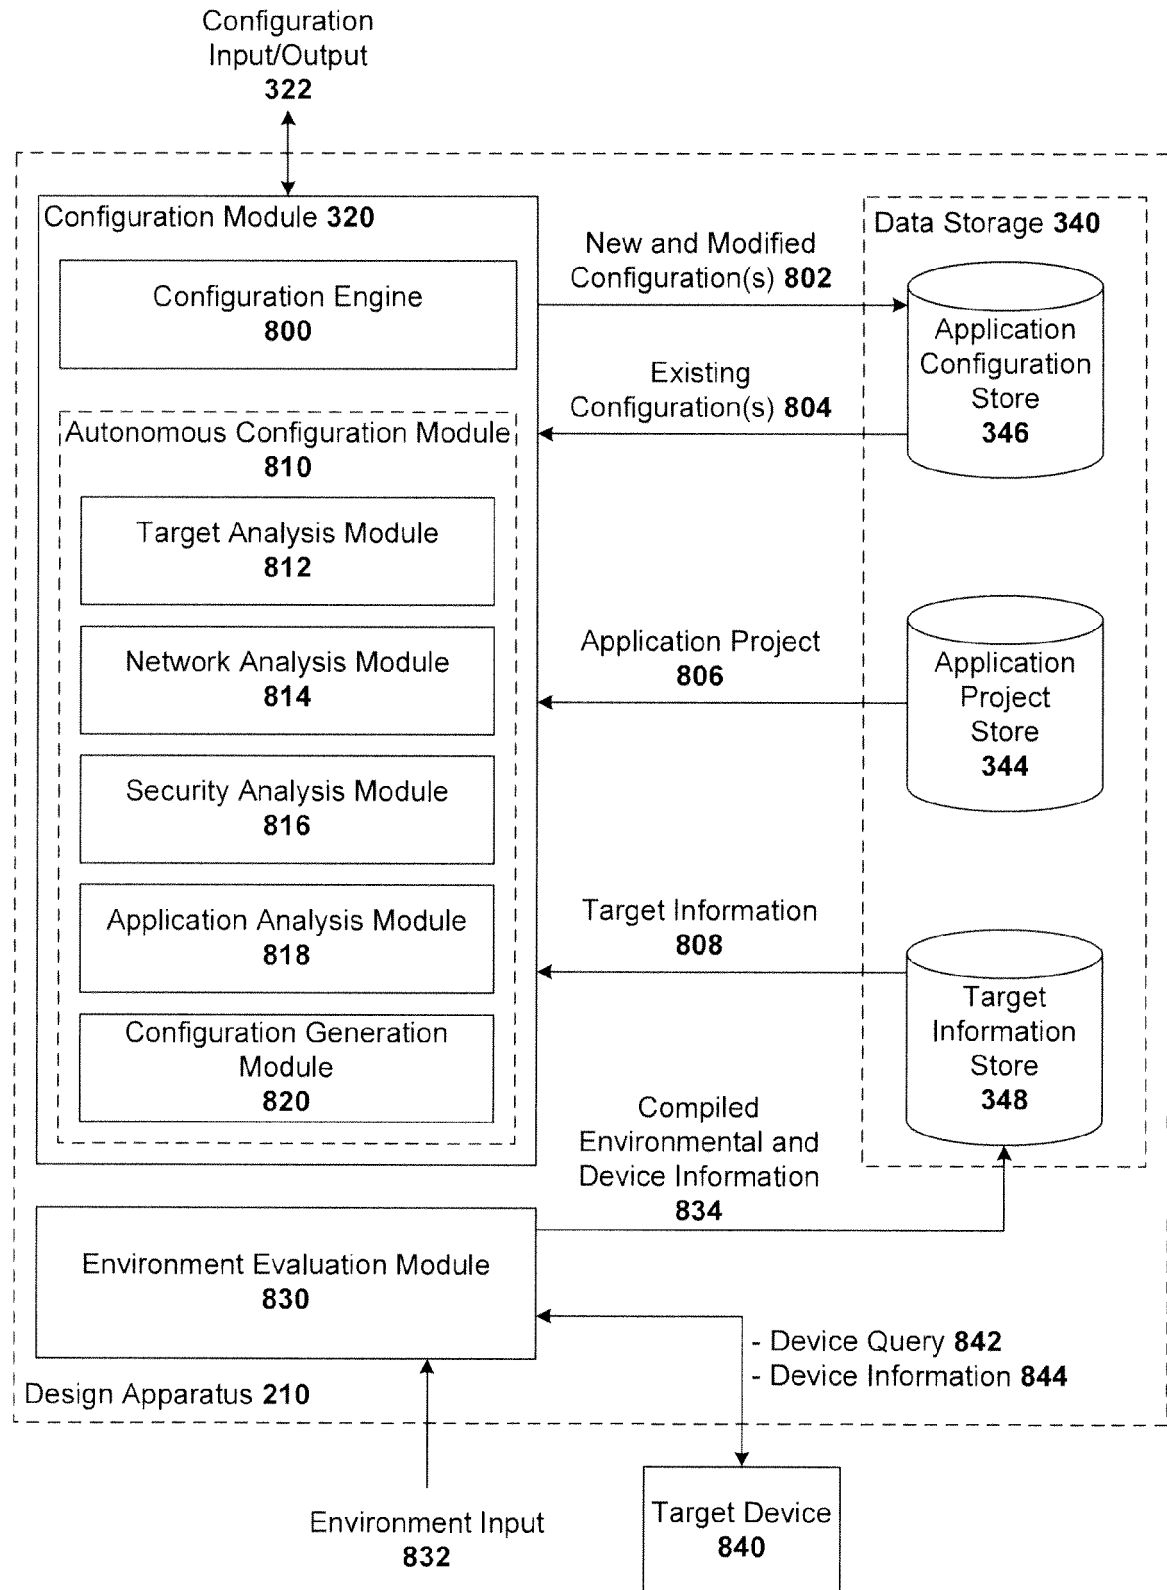 Configuration
Input/Output
322
Configuration Module 320
Configuration Engine
800
Autonomous Configuration Module
810
Target Analysis Module
812
Network Analysis Module
814
Security Analysis Module
816
Application Analysis Module
818
Configuration Generation
Module
820
New and Modified
Configuration(s) 802
Existing
Configuration(s) 804
Application Project
806
Target Information
808
Compiled
Environmental and
Device Information
834
Data Storage 340
Application
Configuration
Store
346
Application
Project
Store
344
Target
Information
Store
348
Environment Evaluation Module
830
- Device Query 842
- Device Information 844
Design Apparatus 210
Environment Input
832
Target Device
840